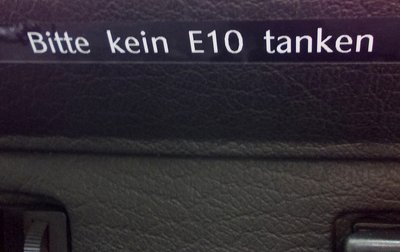 Bitte kein E10 tanken